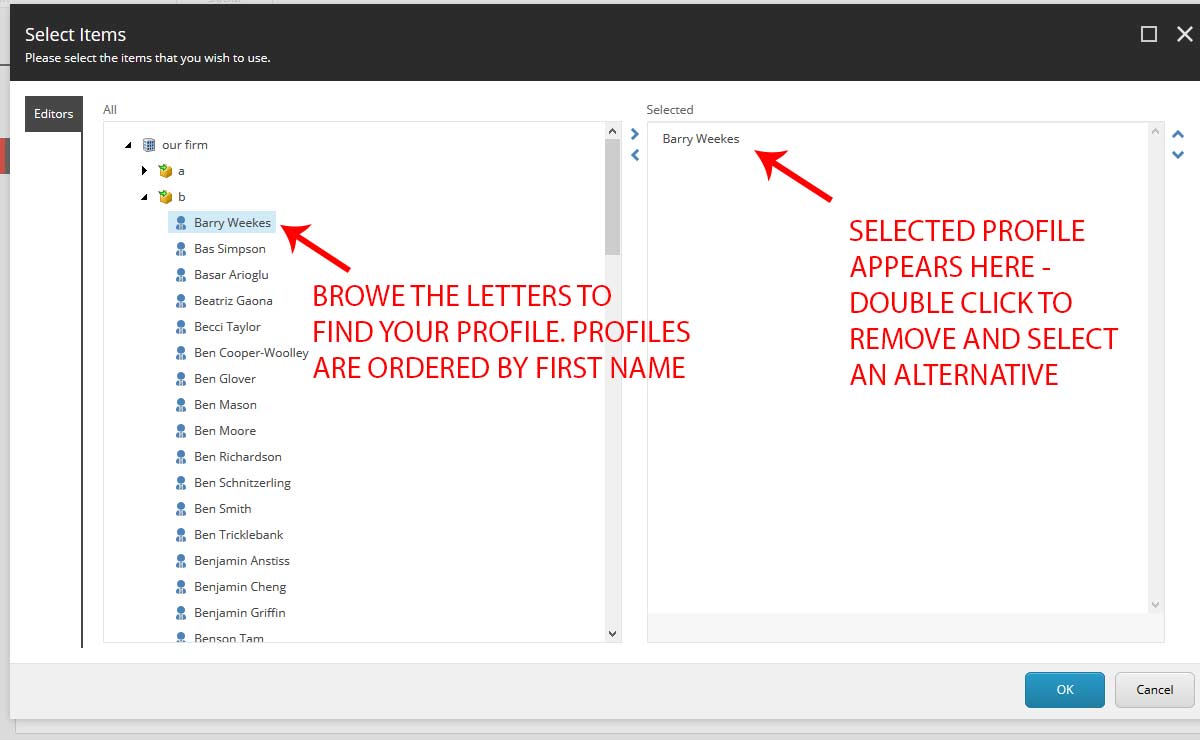 Select Items
Please select the items that you wish to use.
Editors
All
our firm
a
b
Barry Weekes
Bas Simpson
Basar Arioglu
Beatriz Gaona
Becci Taylor
Ben Cooper-Woolley
Ben Glover
Ben Mason
Ben Moore
Ben Richardson
Ben Schnitzerling
Ben Smith
Ben Tricklebank
Benjamin Anstiss
Benjamin Cheng
Benjamin Griffin
Benson Tam
BROWE THE LETTERS TO
FIND YOUR PROFILE. PROFILES
ARE ORDERED BY FIRST NAME
Selected
Barry Weekes
SELECTED PROFILE
APPEARS HERE -
DOUBLE CLICK TO
REMOVE AND SELECT
AN ALTERNATIVE
OK
Cancel